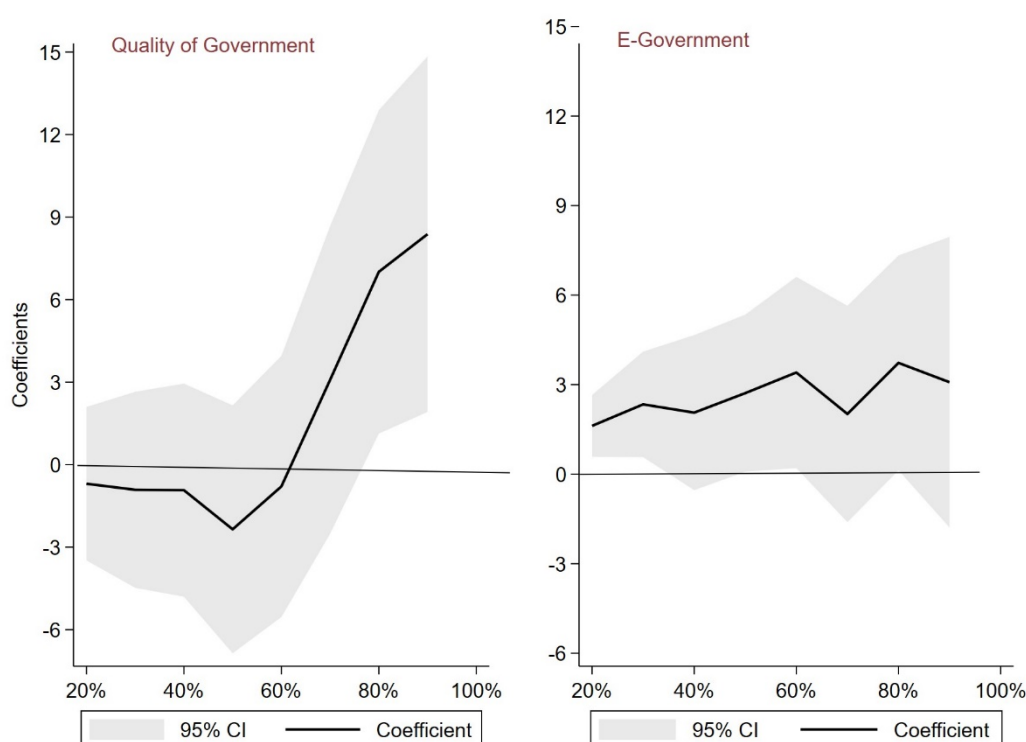 Quality of Government
Coefficients
15
12
9
6
3
0
-3
-6
20% 40% 60% 80% 100%
95% CI Coefficient
E-Government
15
12
9
6
3
0
-3
-6
20% 40% 60% 80% 100%
95% CI Coefficient